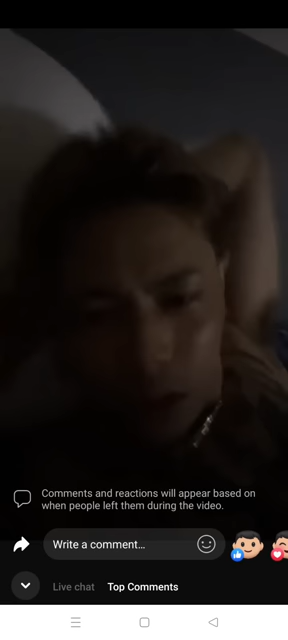 Comments and reactions will appear based on
when people left them during the video.
Write a comment...
Live chat Top Comments